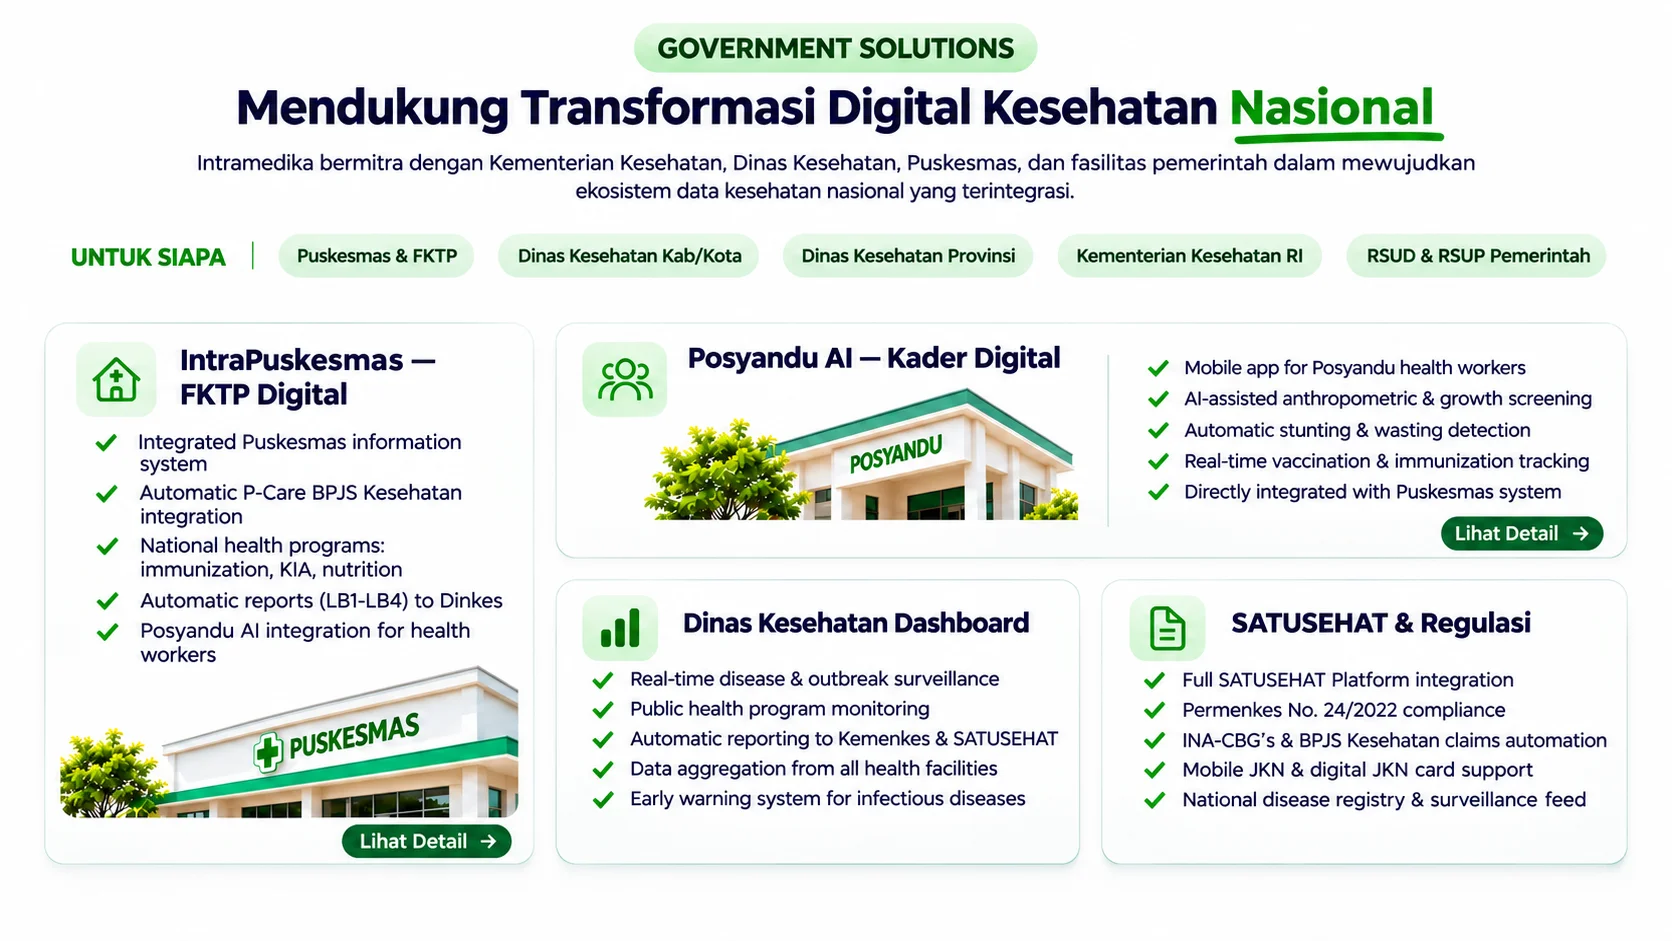 GOVERNMENT SOLUTIONS
Mendukung Transformasi Digital Kesehatan Nasional
Intramedika bermitra dengan Kementerian Kesehatan, Dinas Kesehatan, Puskesmas, dan fasilitas pemerintah dalam mewujudkan
ekosistem data kesehatan nasional yang terintegrasi.
UNTUK SIAPA
Puskesmas & FKTP
Dinas Kesehatan Kab/Kota
Dinas Kesehatan Provinsi
Kementerian Kesehatan RI
RSUD & RSUP Pemerintah
IntraPuskesmas —
FKTP Digital
Integrated Puskesmas information
system
Automatic P-Care BPJS Kesehatan
integration
National health programs:
immunization, KIA, nutrition
Automatic reports (LB1-LB4) to Dinkes
Posyandu AI integration for health
workers
PUSKESMAS
Lihat Detail →
Posyandu AI — Kader Digital
POSYANDU
Mobile app for Posyandu health workers
AI-assisted anthropometric & growth screening
Automatic stunting & wasting detection
Real-time vaccination & immunization tracking
Directly integrated with Puskesmas system
Lihat Detail →
Dinas Kesehatan Dashboard
Real-time disease & outbreak surveillance
Public health program monitoring
Automatic reporting to Kemenkes & SATUSEHAT
Data aggregation from all health facilities
Early warning system for infectious diseases
SATUSEHAT & Regulasi
Full SATUSEHAT Platform integration
Permenkes No. 24/2022 compliance
INA-CBG's & BPJS Kesehatan claims automation
Mobile JKN & digital JKN card support
National disease registry & surveillance feed